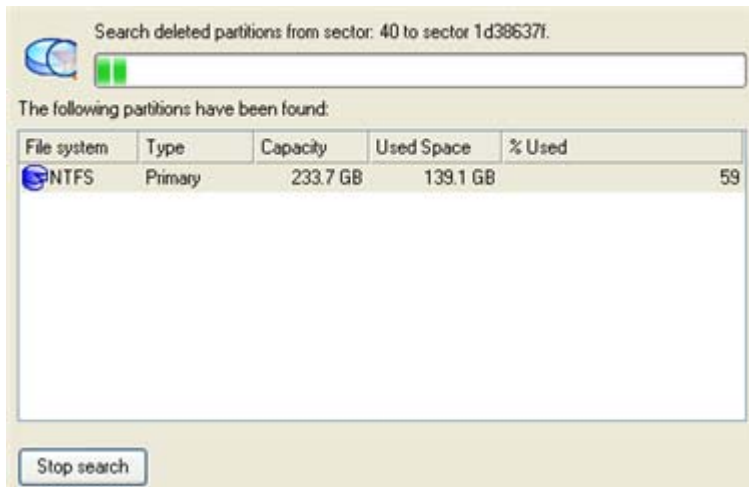 Search deleted partitions from sector: 40 to sector 1d38637f.
The following partitions have been found:
File system Type Capacity Used Space % Used
NTFS Primary 233.7 GB 139.1 GB 59
Stop search